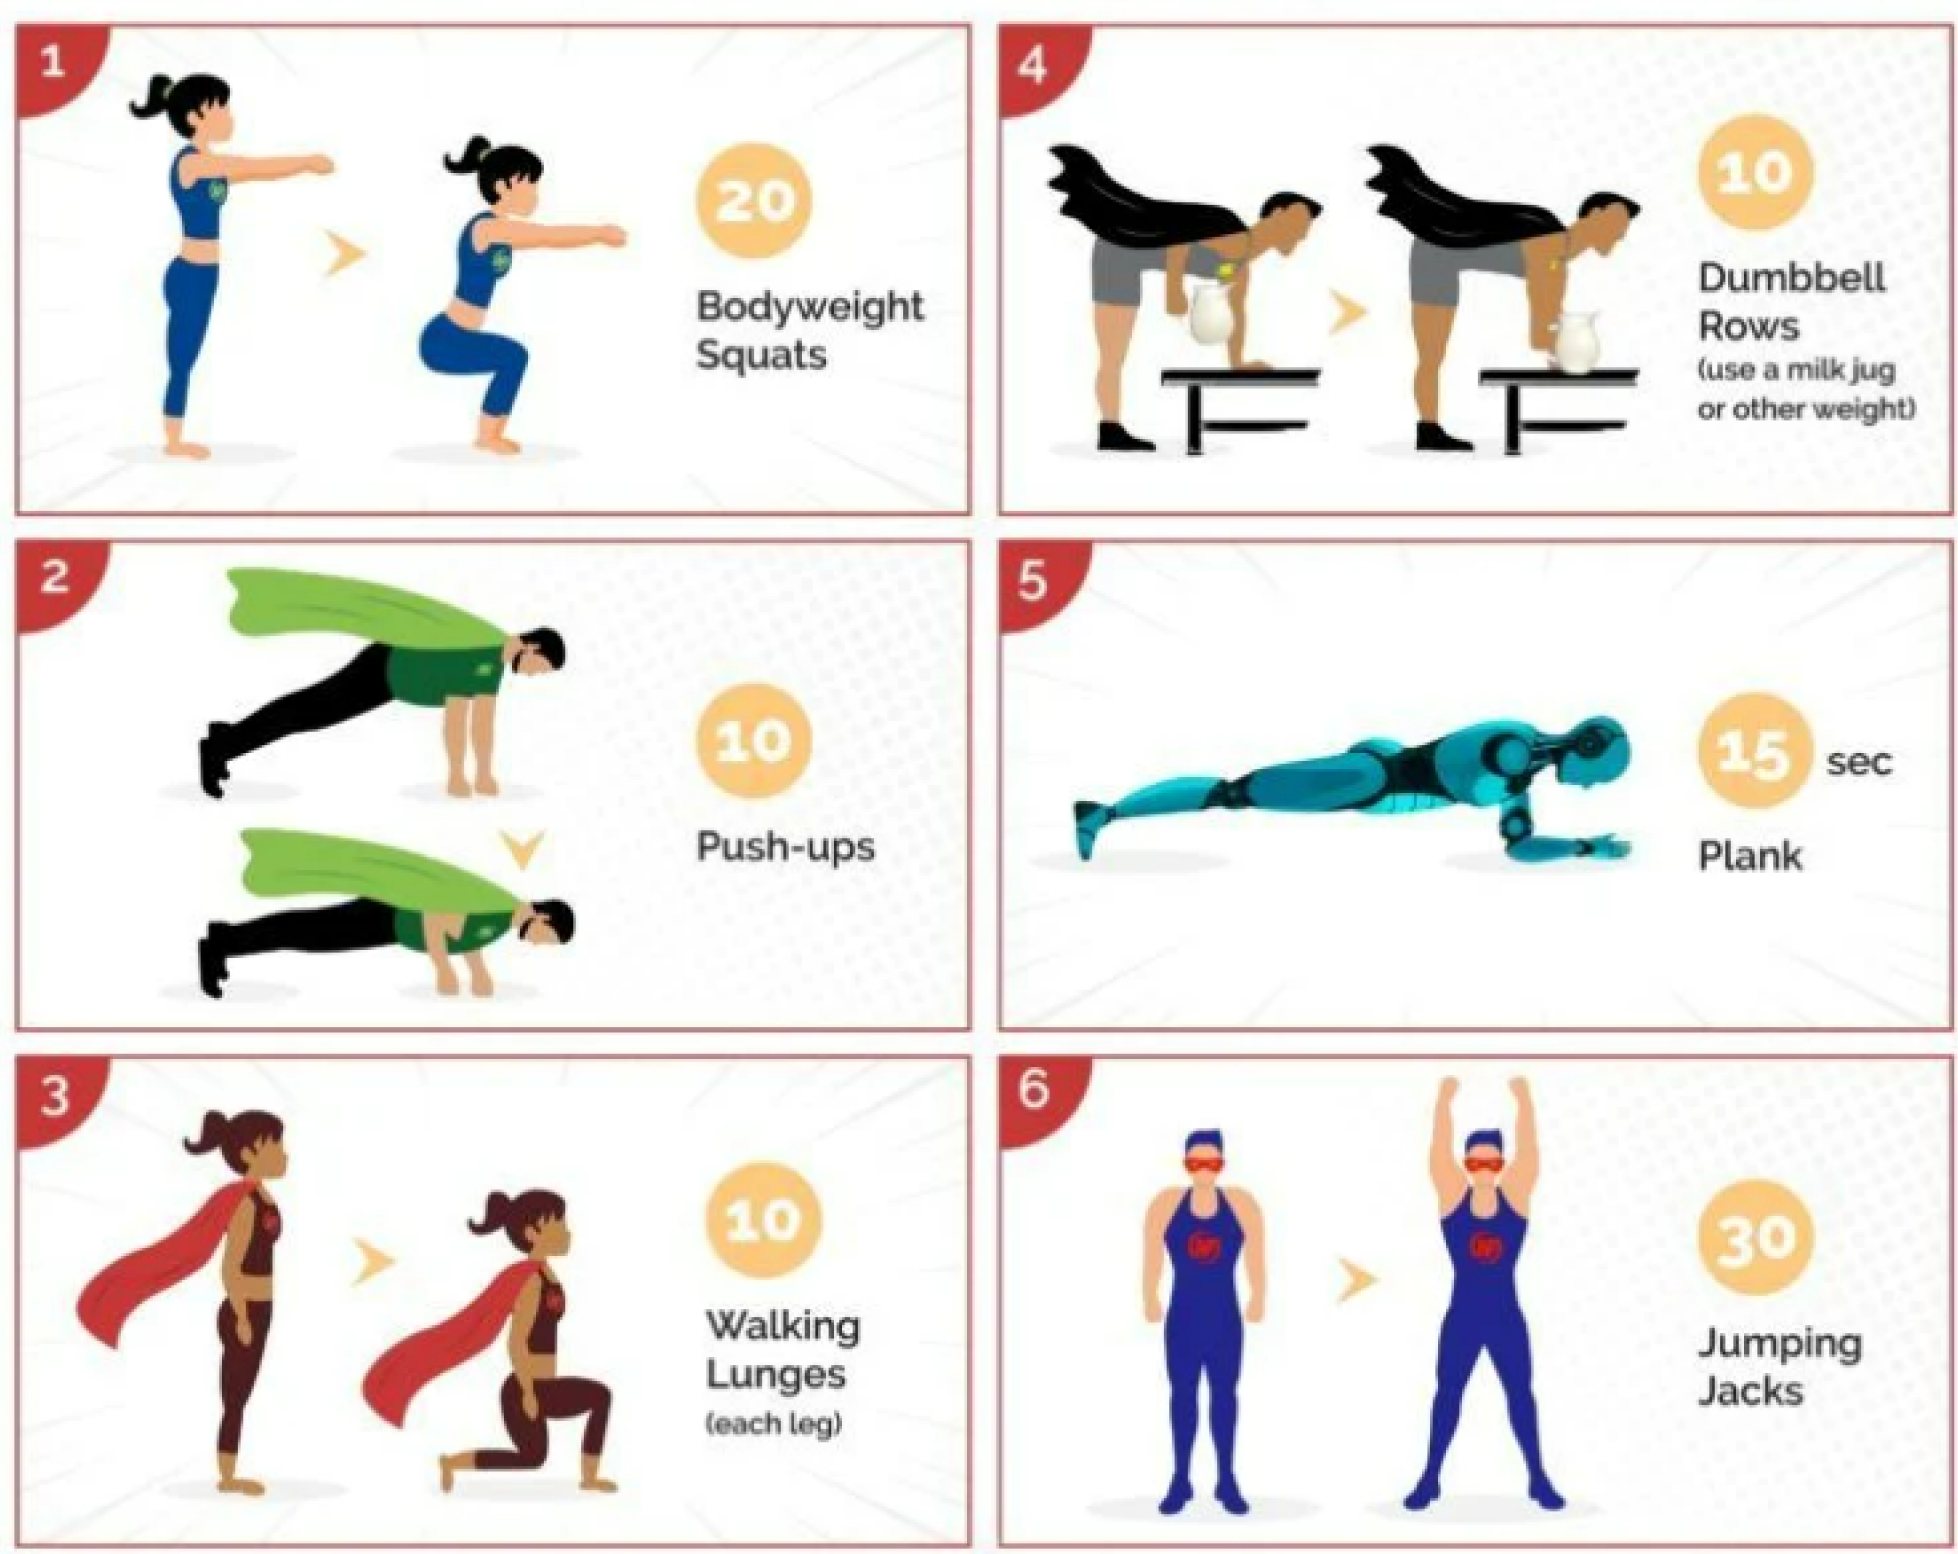 1
20
Bodyweight
Squats
2
10
Push-ups
3
10
Walking
Lunges
(each leg)
4
10
Dumbbell
Rows
(use a milk jug
or other weight)
5
15 sec
Plank
6
30
Jumping
Jacks